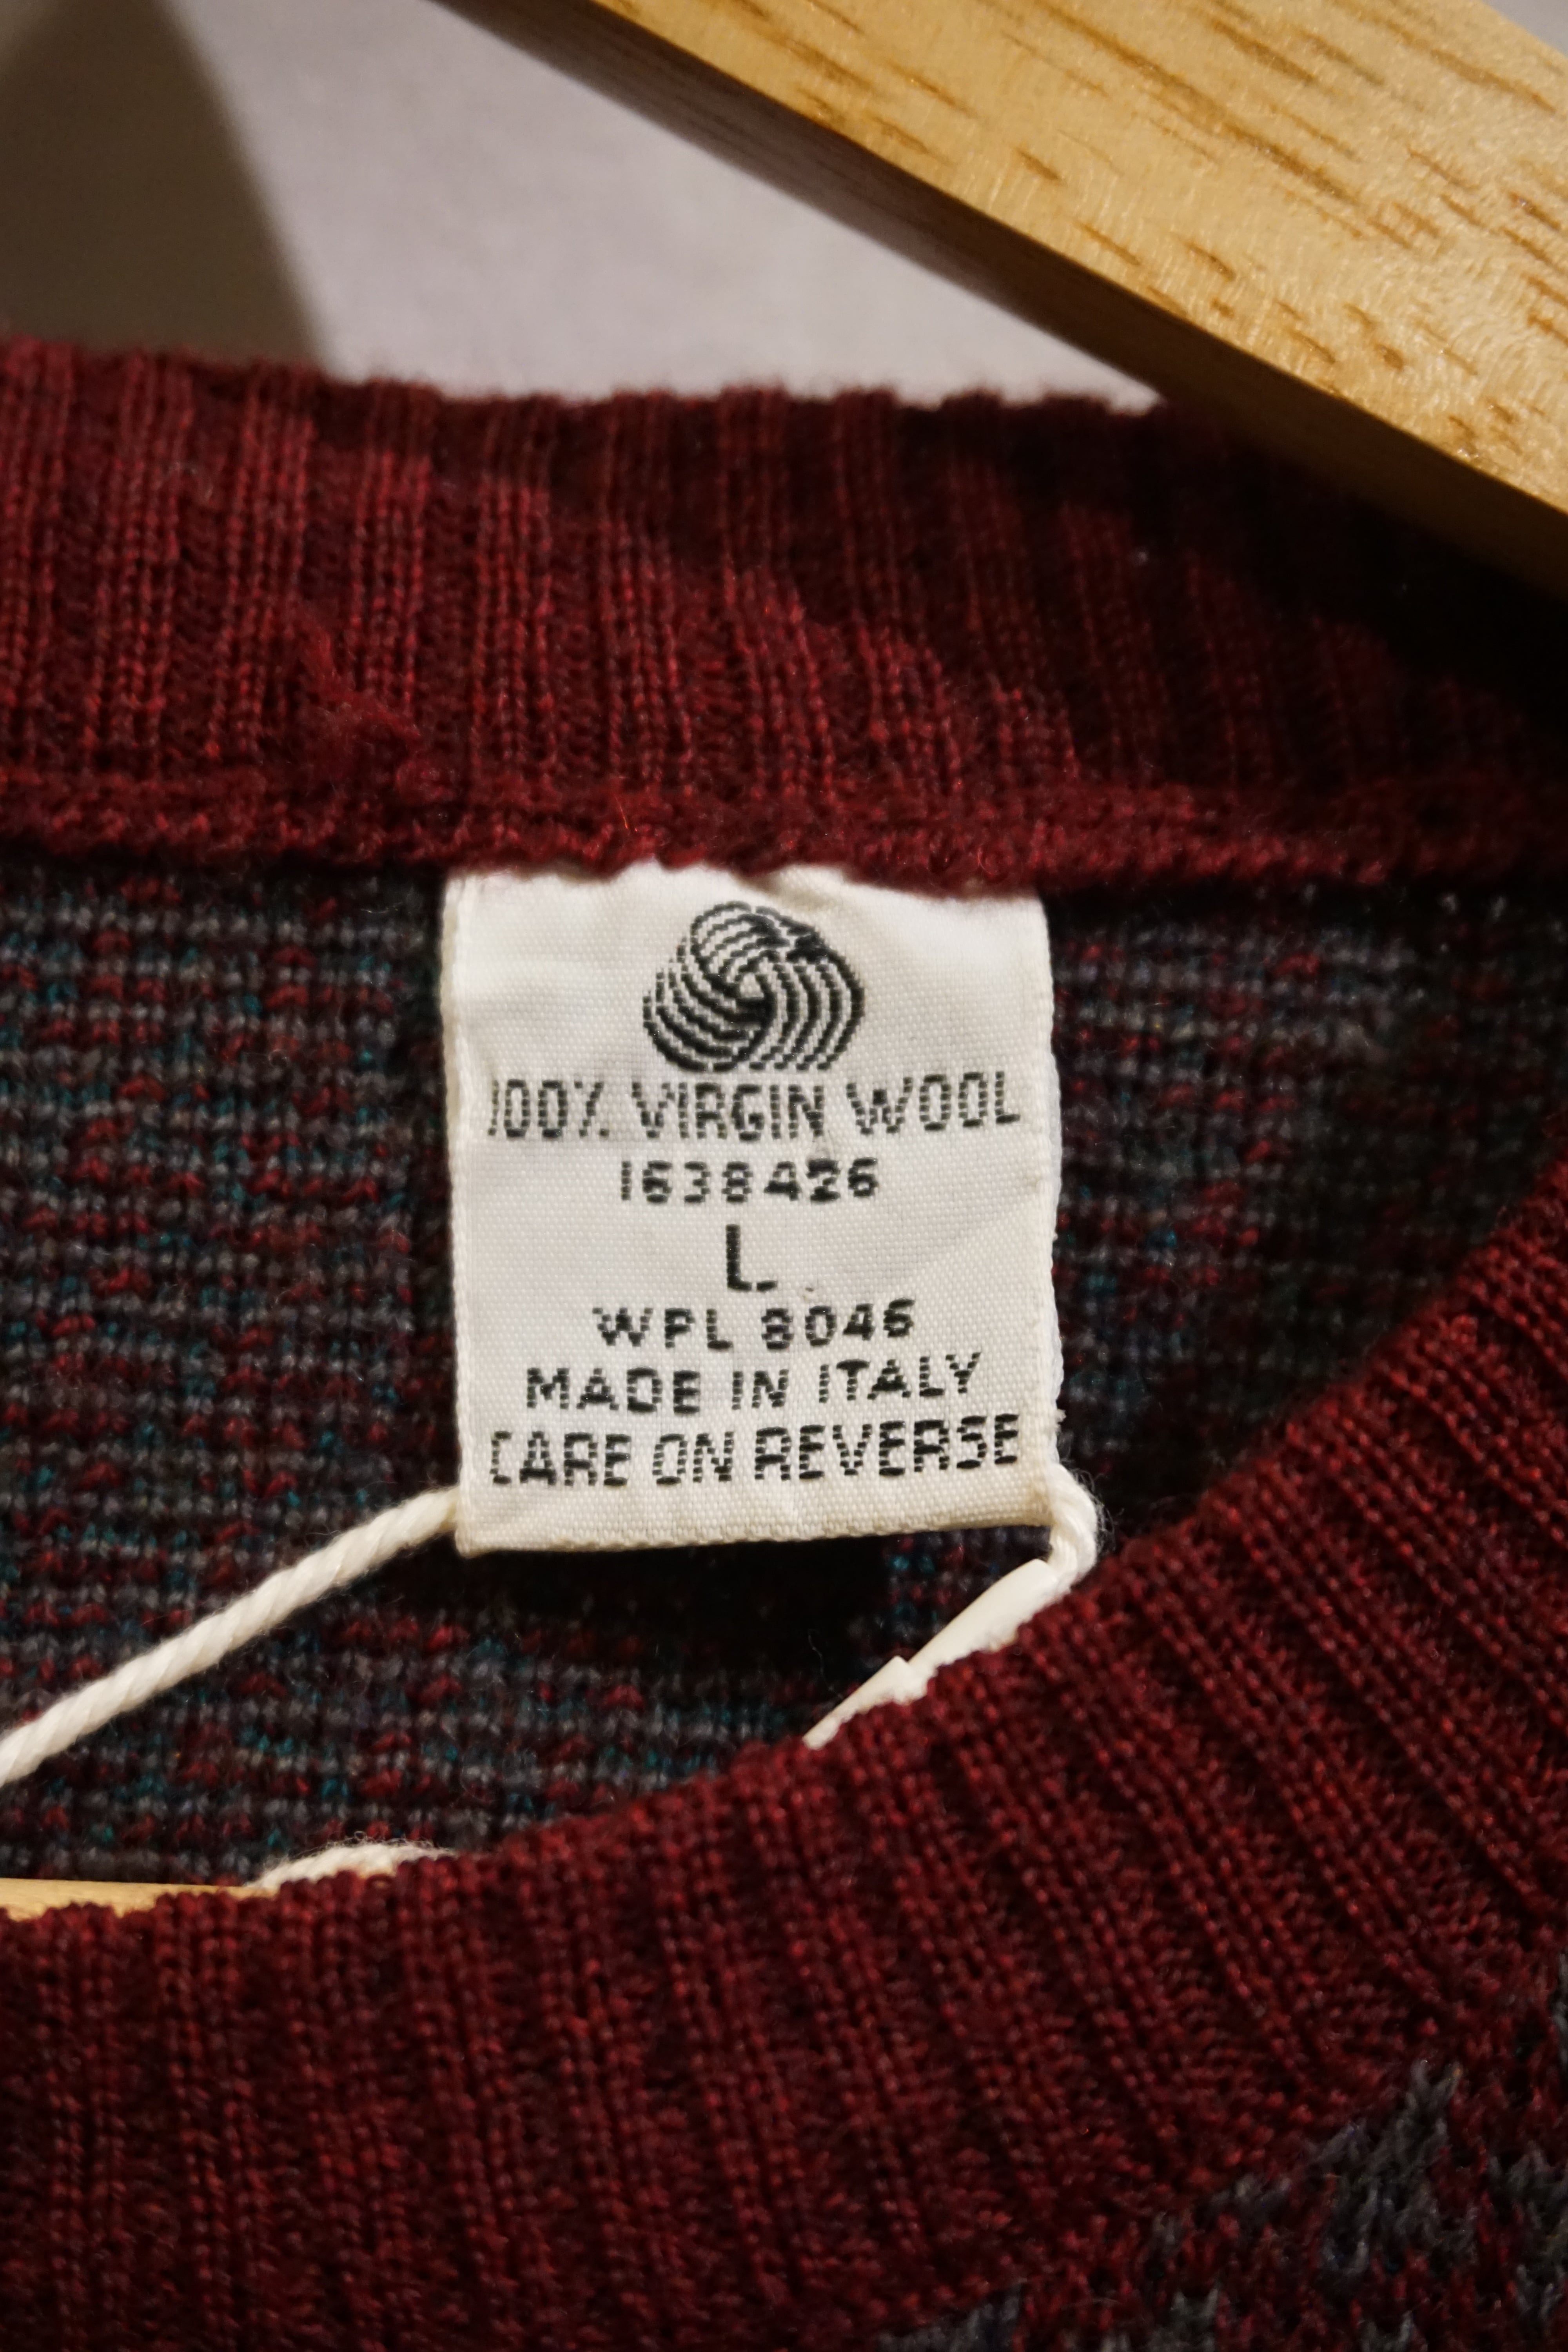 100% VIRGIN WOOL
1638426
L
WPL 8046
MADE IN ITALY
CARE ON REVERSE